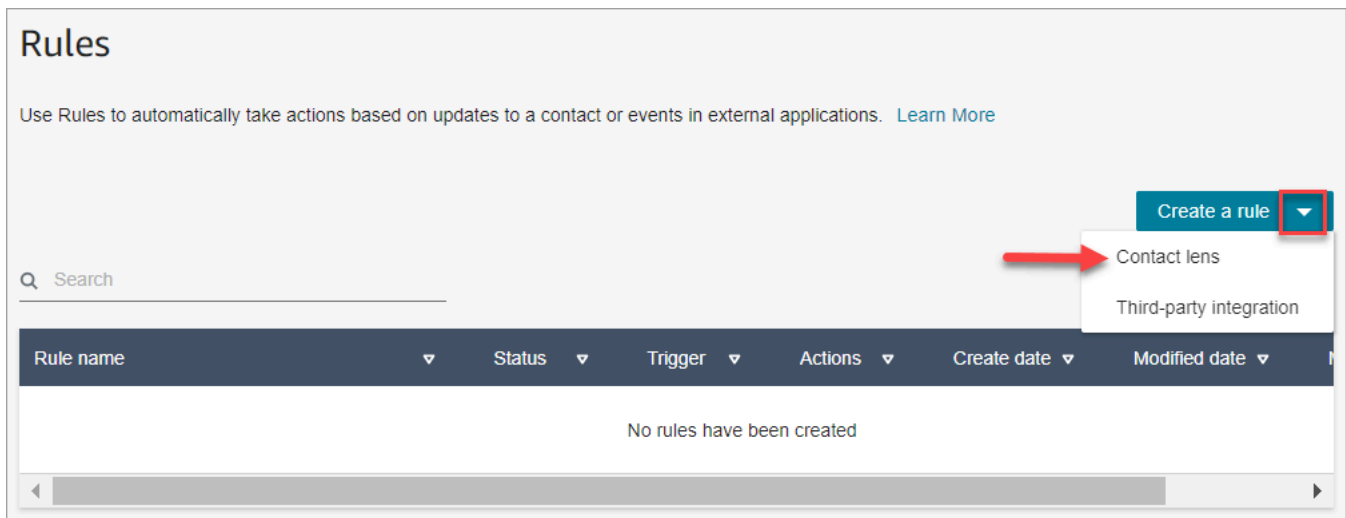 Rules
Use Rules to automatically take actions based on updates to a contact or events in external applications. Learn More
Create a rule
Contact lens
Search
Third-party integration
Rule name Status Trigger Actions Create date Modified date
No rules have been created